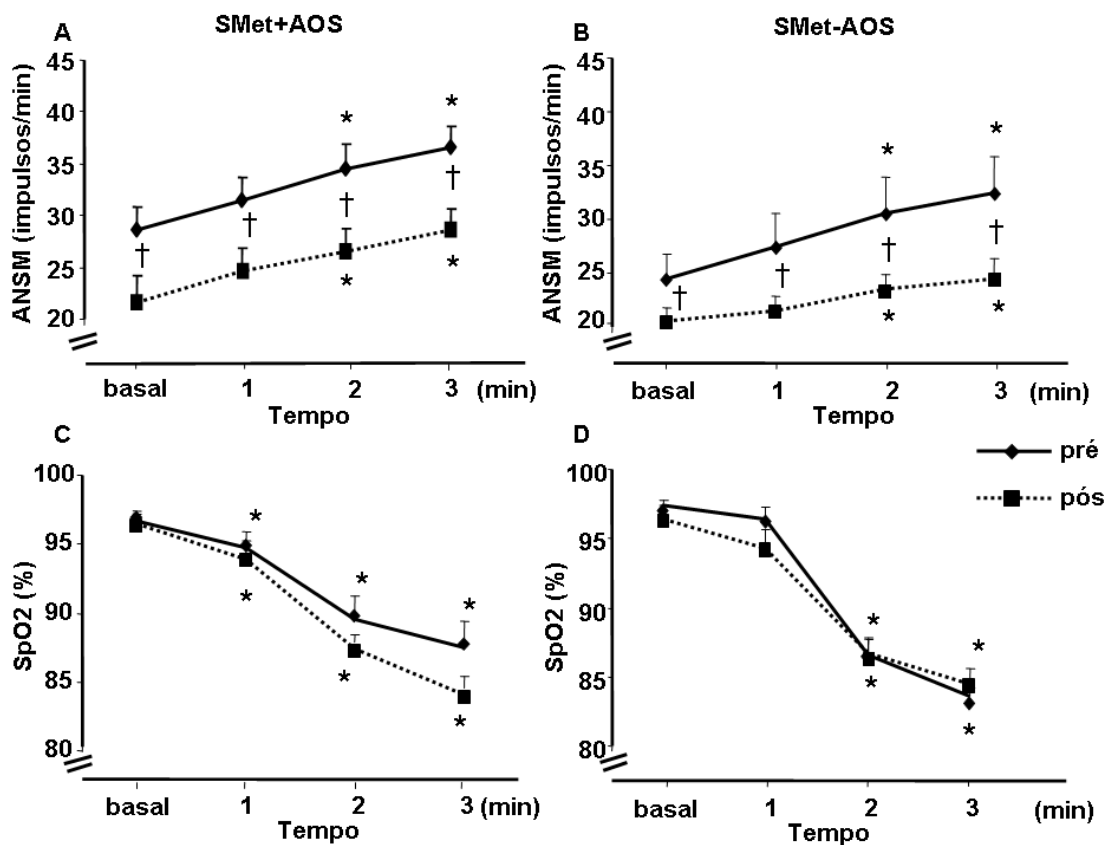 SMet+AOS
SMet-AOS
A
ANSM (impulsos/min)
45
40
35
30
25
20
*
*
†
†
†
†
*
*
basal 1 2 3 (min)
Tempo
B
ANSM (impulsos/min)
45
40
35
30
25
20
*
*
†
†
†
†
*
*
basal 1 2 3 (min)
Tempo
C
SpO2 (%)
100
95
90
85
80
*
*
*
*
*
*
basal 1 2 3 (min)
Tempo
D
SpO2 (%)
100
95
90
85
80
*
*
*
*
basal 1 2 3 (min)
Tempo
pré
pós